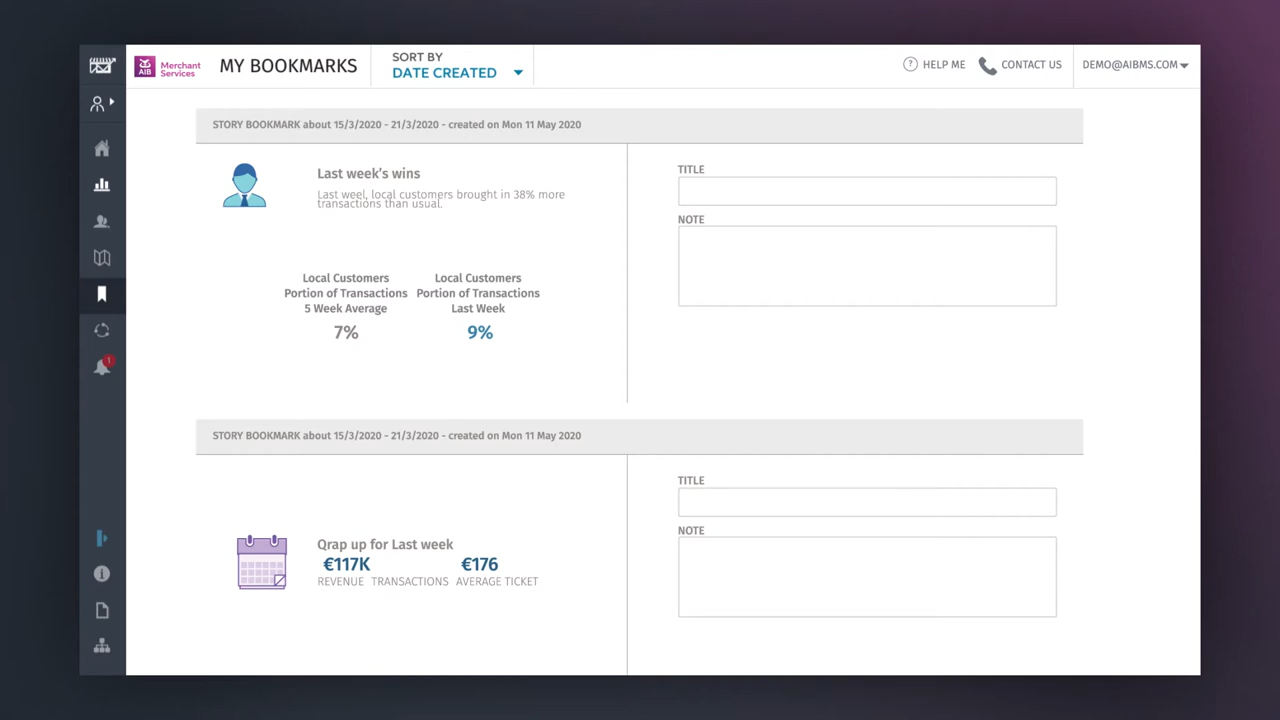 AIB
Merchant
Services
MY BOOKMARKS
SORT BY
DATE CREATED
? HELP ME
CONTACT US
DEMO@AIBMS.COM
1
STORY BOOKMARK about 15/3/2020 - 21/3/2020 - created on Mon 11 May 2020
Last week's wins
Last weel, local customers brought in 38% more
transactions than usual.
Local Customers
Portion of Transactions
5 Week Average
7%
Local Customers
Portion of Transactions
Last Week
9%
TITLE
NOTE
STORY BOOKMARK about 15/3/2020 - 21/3/2020 - created on Mon 11 May 2020
Qrap up for Last week
€117K €176
REVENUE TRANSACTIONS AVERAGE TICKET
TITLE
NOTE